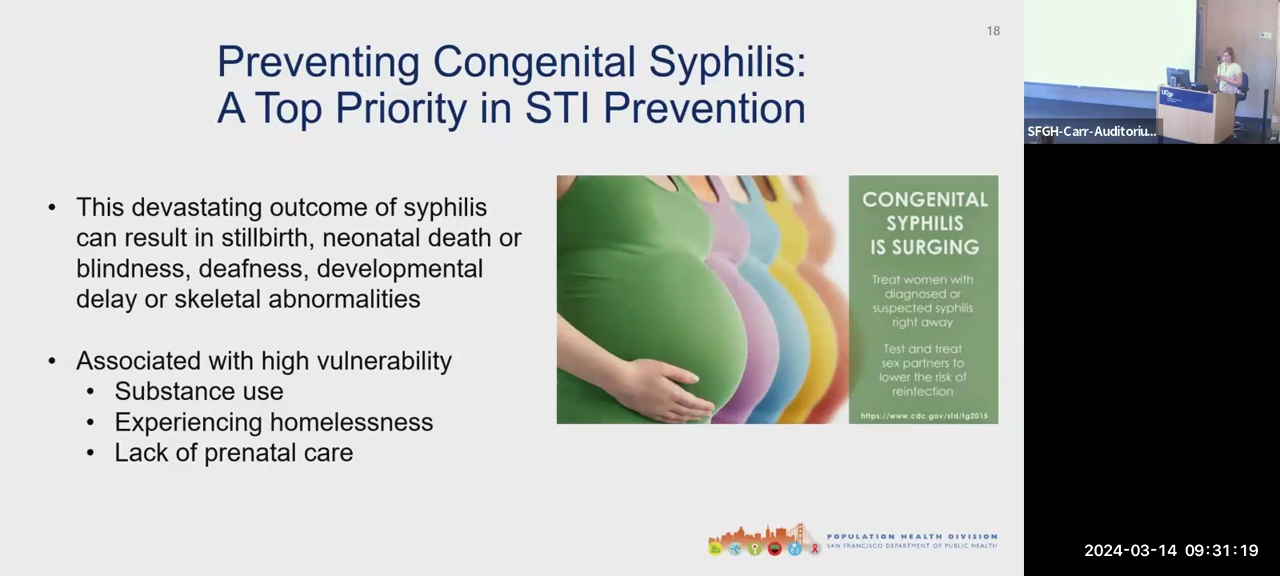 18
Preventing Congenital Syphilis:
A Top Priority in STI Prevention
• This devastating outcome of syphilis
can result in stillbirth, neonatal death or
blindness, deafness, developmental
delay or skeletal abnormalities
• Associated with high vulnerability
• Substance use
• Experiencing homelessness
• Lack of prenatal care
CONGENITAL
SYPHILIS
IS SURGING
Treat women with
diagnosed or
suspected syphilis
right away
Test and treat
sex partners to
lower the risk of
reinfection
https://www.cdc.gov/std/tg2015
POPULATION HEALTH DIVISION
SAN FRANCISCO DEPARTMENT OF PUBLIC HEALTH
UCSF
SFGH-Carr-Auditoriu...
2024-03-14 09:31:19